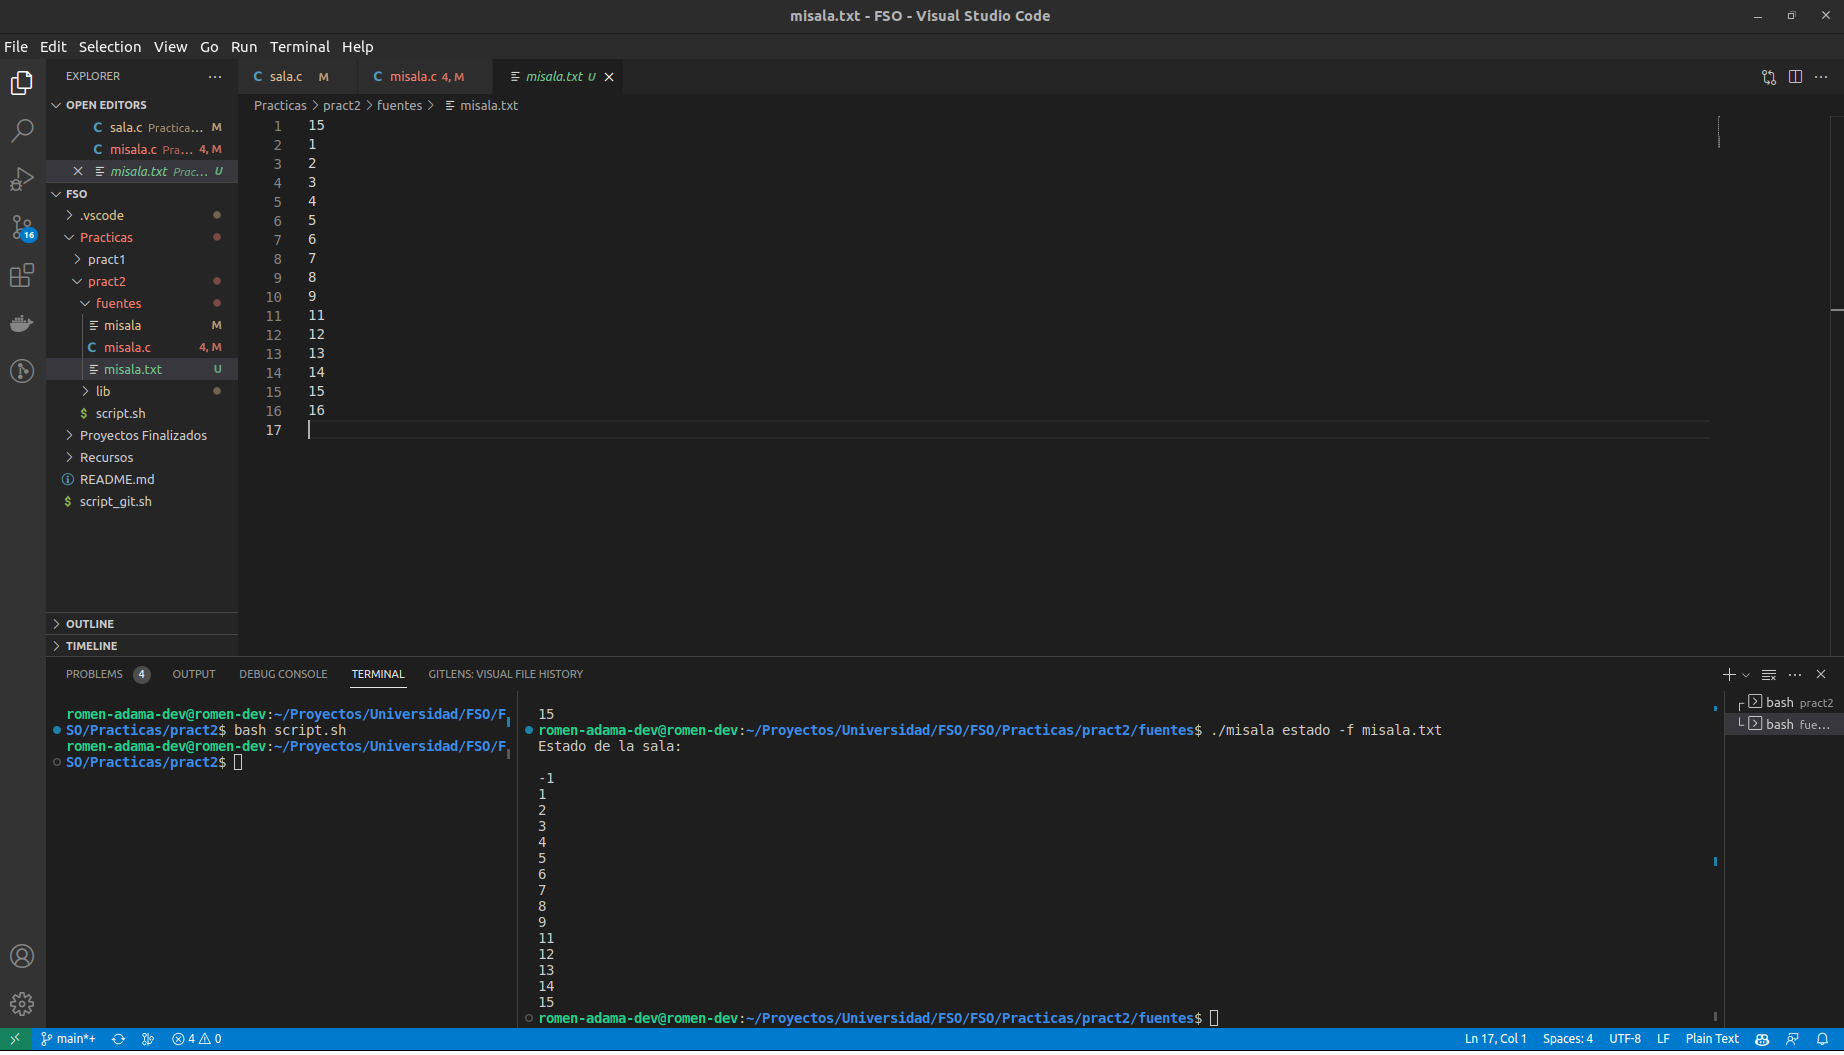 misala.txt - FSO - Visual Studio Code
File Edit Selection View Go Run Terminal Help
EXPLORER
OPEN EDITORS
C sala.c Practica... M
C misala.c Pra... 4, M
misala.txt Prac... U
FSO
.vscode
Practicas
pract1
pract2
fuentes
misala M
C misala.c 4, M
misala.txt U
lib
$ script.sh
Proyectos Finalizados
Recursos
README.md
$ script_git.sh
OUTLINE
TIMELINE
16
C sala.c M
C misala.c 4, M
misala.txt U
Practicas > pract2 > fuentes > misala.txt
1 15
2 1
3 2
4 3
5 4
6 5
7 6
8 7
9 8
10 9
11 11
12 12
13 13
14 14
15 15
16 16
17
PROBLEMS 4 OUTPUT DEBUG CONSOLE TERMINAL GITLENS: VISUAL FILE HISTORY
romen-adama-dev@romen-dev:~/Proyectos/Universidad/FSO/F
SO/Practicas/pract2$ bash script.sh
romen-adama-dev@romen-dev:~/Proyectos/Universidad/FSO/F
SO/Practicas/pract2$
15
romen-adama-dev@romen-dev:~/Proyectos/Universidad/FSO/FSO/Practicas/pract2/fuentes$ ./misala estado -f misala.txt
Estado de la sala:
-1
1
2
3
4
5
6
7
8
9
11
12
13
14
15
romen-adama-dev@romen-dev:~/Proyectos/Universidad/FSO/FSO/Practicas/pract2/fuentes$
bash pract2
bash fue...
main*+ 4 0
Ln 17, Col 1 Spaces: 4 UTF-8 LF Plain Text